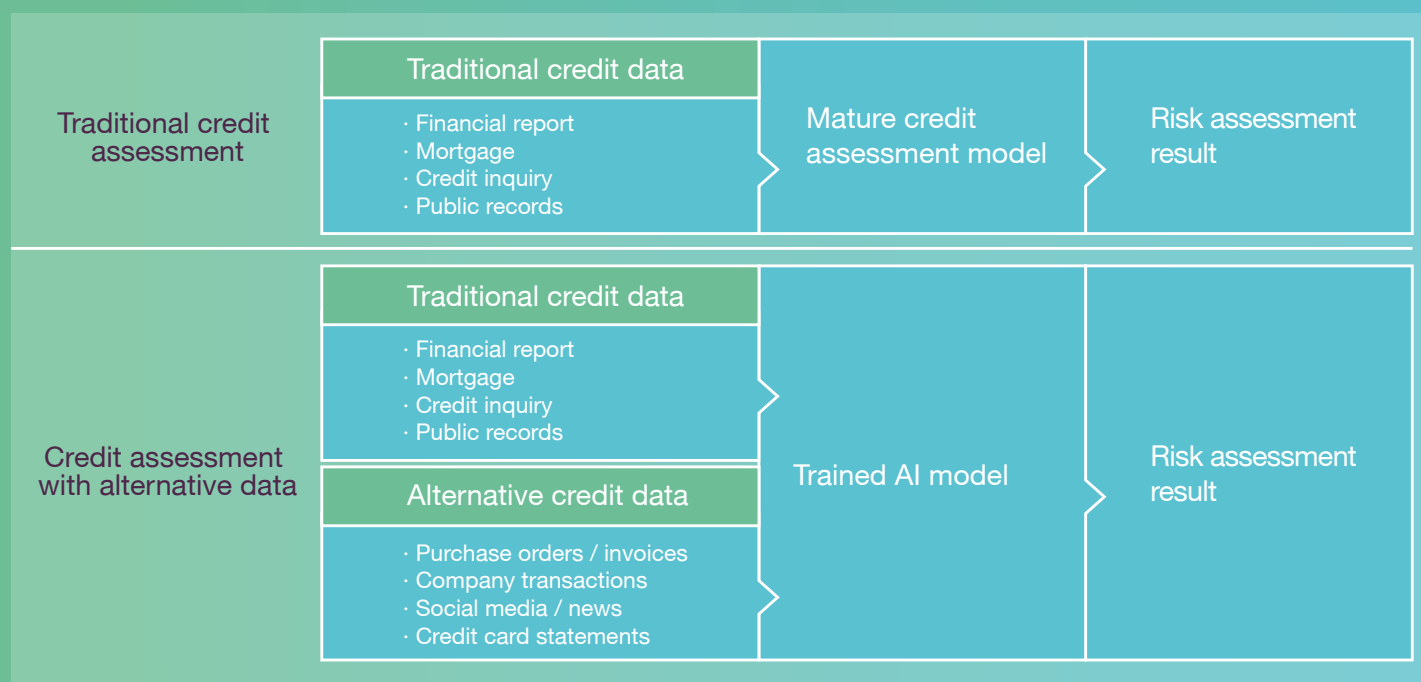 Traditional credit
assessment
Traditional credit data
· Financial report
· Mortgage
· Credit inquiry
· Public records
Mature credit
assessment model
Risk assessment
result
Credit assessment
with alternative data
Traditional credit data
· Financial report
· Mortgage
· Credit inquiry
· Public records
Alternative credit data
· Purchase orders / invoices
· Company transactions
· Social media / news
· Credit card statements
Trained AI model
Risk assessment
result